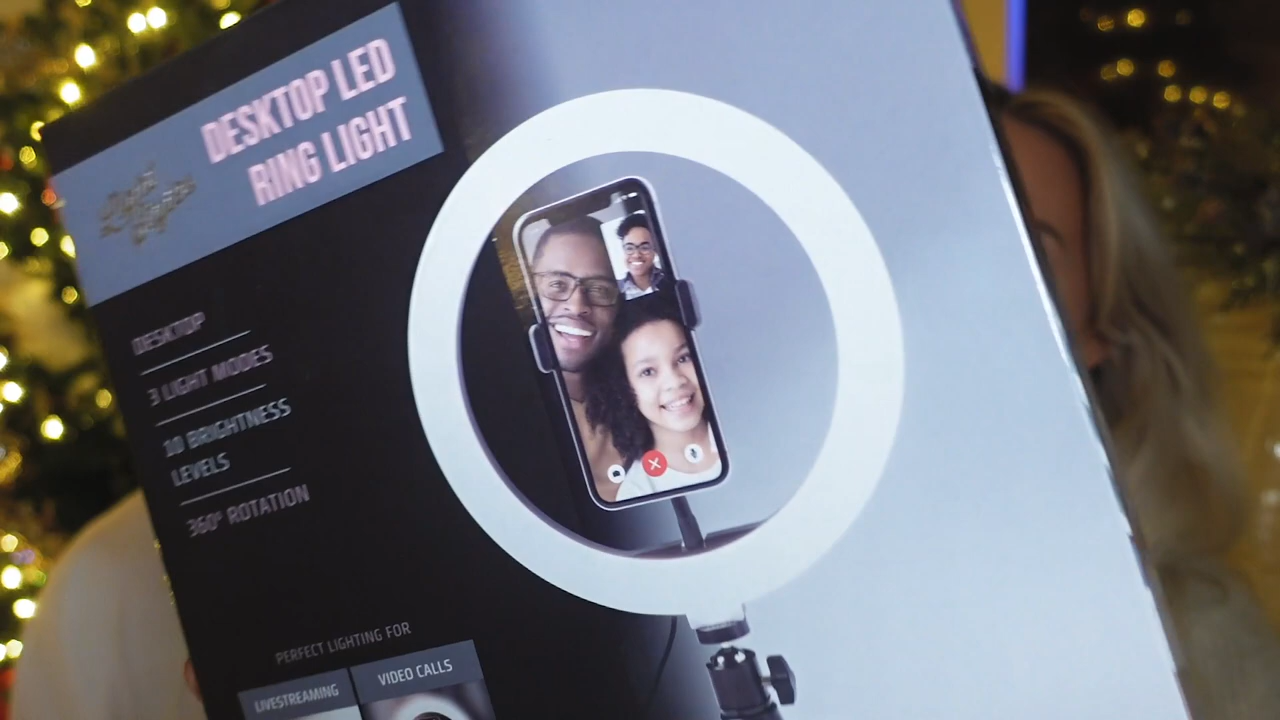 DESKTOP LED
RING LIGHT
DESKTOP
3 LIGHT MODES
10 BRIGHTNESS
LEVELS
360° ROTATION
PERFECT LIGHTING FOR
LIVESTREAMING
VIDEO CALLS